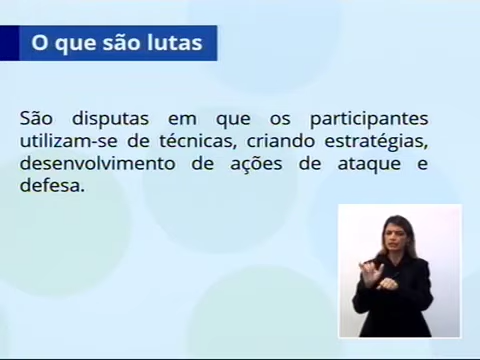 O que são lutas
São disputas em que os participantes
utilizam-se de técnicas, criando estratégias,
desenvolvimento de ações de ataque e
defesa.